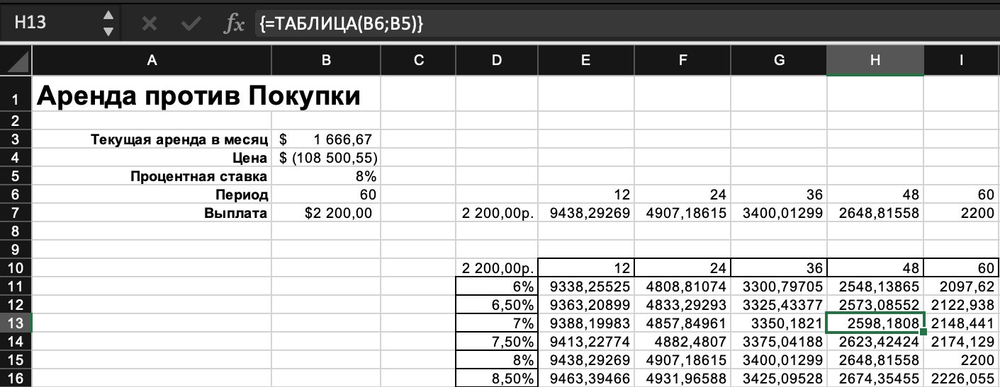 H13 fx {=ТАБЛИЦА(B6;B5)}
A B C D E F G H I
1 Аренда против Покупки
2
3 Текущая аренда в месяц $ 1 666,67
4 Цена $ (108 500,55)
5 Процентная ставка 8%
6 Период 60 12 24 36 48 60
7 Выплата $2 200,00 2 200,00р. 9438,29269 4907,18615 3400,01299 2648,81558 2200
8
9
10 2 200,00р. 12 24 36 48 60
11 6% 9338,25525 4808,81074 3300,79705 2548,13865 2097,62
12 6,50% 9363,20899 4833,29293 3325,43377 2573,08552 2122,938
13 7% 9388,19983 4857,84961 3350,1821 2598,1808 2148,441
14 7,50% 9413,22774 4882,4807 3375,04188 2623,42424 2174,129
15 8% 9438,29269 4907,18615 3400,01299 2648,81558 2200
16 8,50% 9463,39466 4931,96588 3425,09528 2674,35455 2226,055